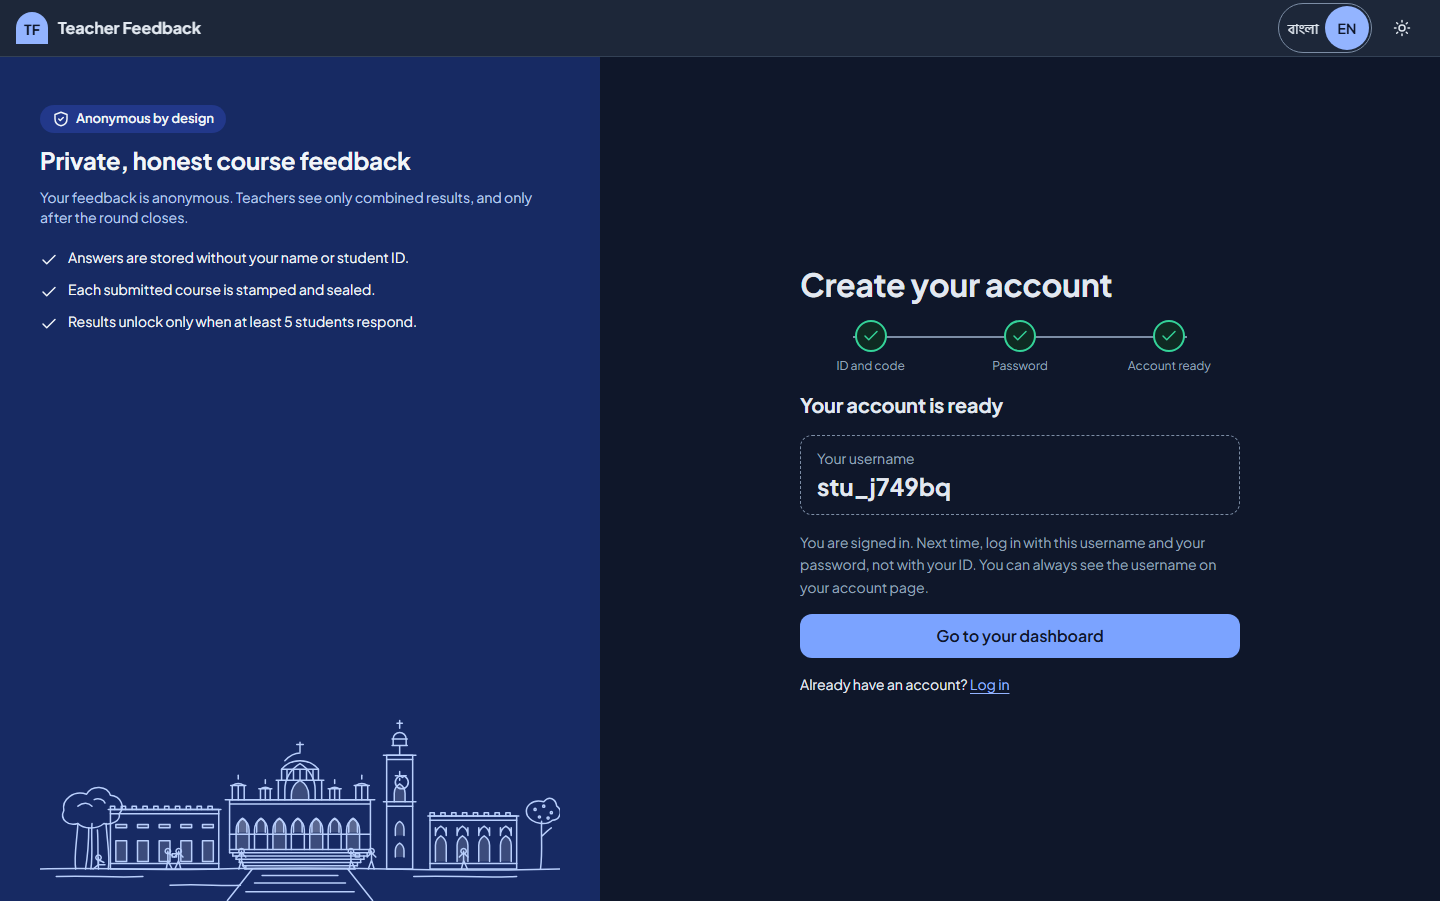 TF Teacher Feedback
বাংলা EN
Anonymous by design
Private, honest course feedback
Your feedback is anonymous. Teachers see only combined results, and only
after the round closes.
Answers are stored without your name or student ID.
Each submitted course is stamped and sealed.
Results unlock only when at least 5 students respond.
Create your account
ID and code Password Account ready
Your account is ready
Your username
stu_j749bq
You are signed in. Next time, log in with this username and your
password, not with your ID. You can always see the username on
your account page.
Go to your dashboard
Already have an account? Log in